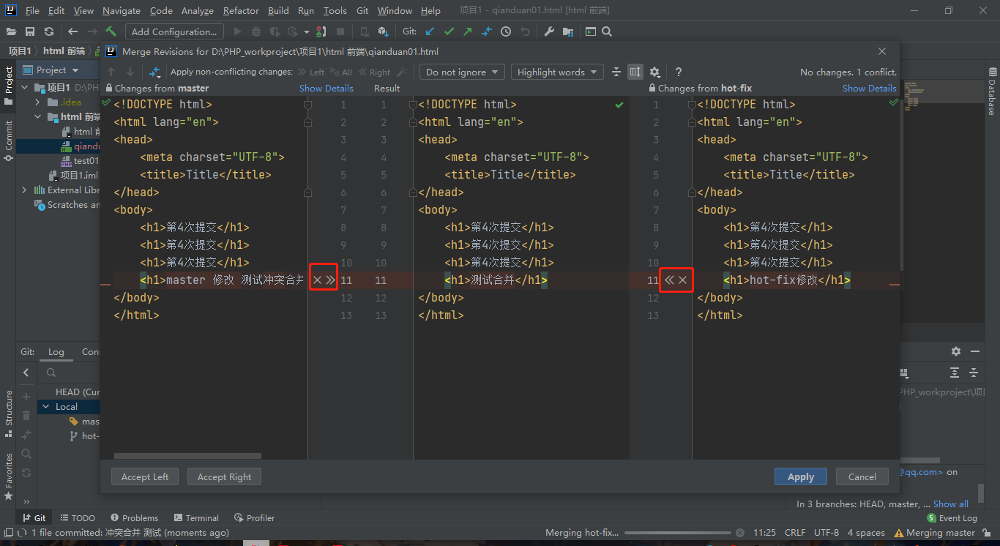 File Edit View Navigate Code Analyze Refactor Build Run Tools Git Window Help 项目1 - qianduan01.html [html 前端]
Add Configuration... Git:
项目1 html 前端
Merge Revisions for D:\PHP_workproject\项目1\html 前端\qianduan01.html
Project
Apply non-conflicting changes: Left All Right Do not ignore Highlight words ? No changes. 1 conflict.
Changes from master Show Details Result Changes from hot-fix Show Details
Project
项目1 D:\PH
.idea
html 前端
html 前
qiandu
test01
项目1.iml
External Libr
Scratches an
Commit
Structure
Favorites
Database
<!DOCTYPE html> 1 1 <!DOCTYPE html> 1 <!DOCTYPE html>
<html lang="en"> 2 2 <html lang="en"> 2 <html lang="en">
<head> 3 3 <head> 3 <head>
<meta charset="UTF-8"> 4 4 <meta charset="UTF-8"> 4 <meta charset="UTF-8">
<title>Title</title> 5 5 <title>Title</title> 5 <title>Title</title>
</head> 6 6 </head> 6 </head>
<body> 7 7 <body> 7 <body>
<h1>第4次提交</h1> 8 8 <h1>第4次提交</h1> 8 <h1>第4次提交</h1>
<h1>第4次提交</h1> 9 9 <h1>第4次提交</h1> 9 <h1>第4次提交</h1>
<h1>第4次提交</h1> 10 10 <h1>第4次提交</h1> 10 <h1>第4次提交</h1>
<h1>master 修改 测试冲突合并 11 11 <h1>测试合并</h1> 11 <h1>hot-fix修改</h1>
</body> 12 12 </body> 12 </body>
</html> 13 13 </html> 13 </html>
Git: Log Con
HEAD (Cur
Local
mas
hot-
PHP_workproject\项
Accept Left Accept Right Apply Cancel
@qq.com> on
In 3 branches: HEAD, master, ... Show all
Git TODO Problems Terminal Profiler 5 Event Log
1 file committed: 冲突合并 测试 (moments ago) Merging hot-fix... 11:25 CRLF UTF-8 4 spaces Merging master